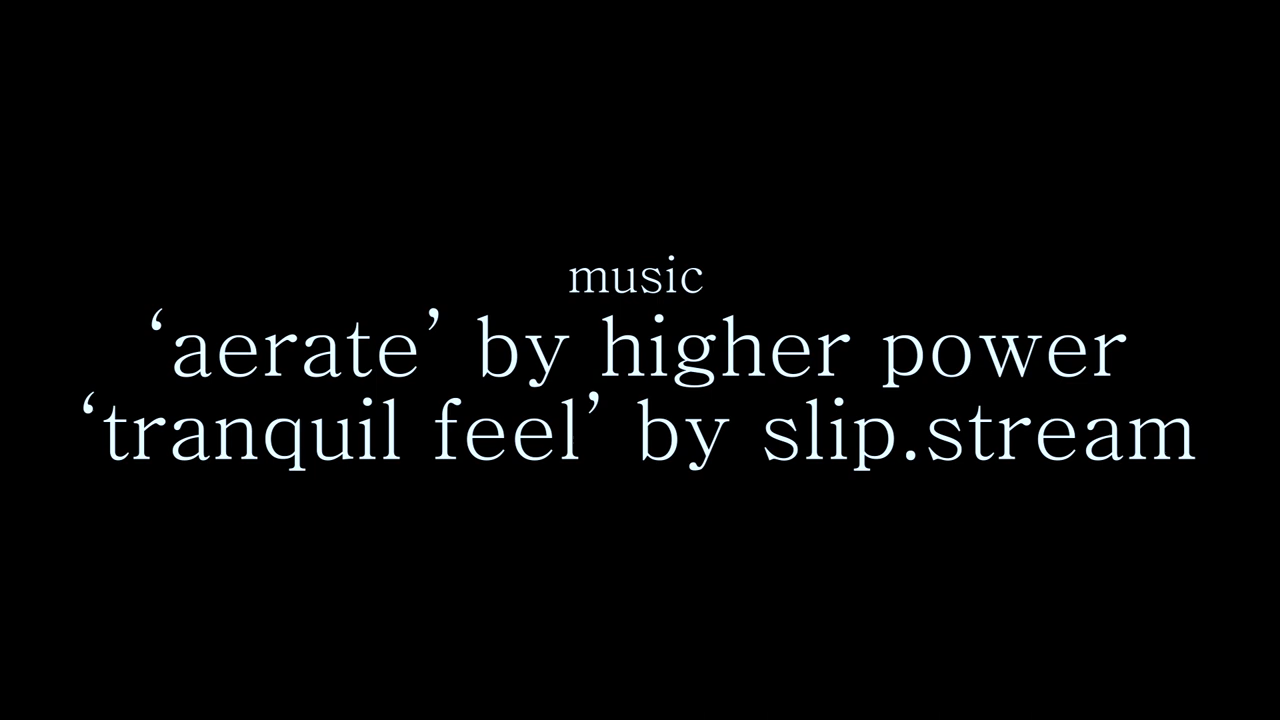 music
‘aerate’ by higher power
‘tranquil feel’ by slip.stream